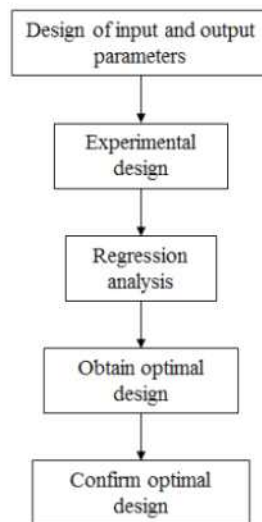 Design of input and output
parameters
Experimental
design
Regression
analysis
Obtain optimal
design
Confirm optimal
design